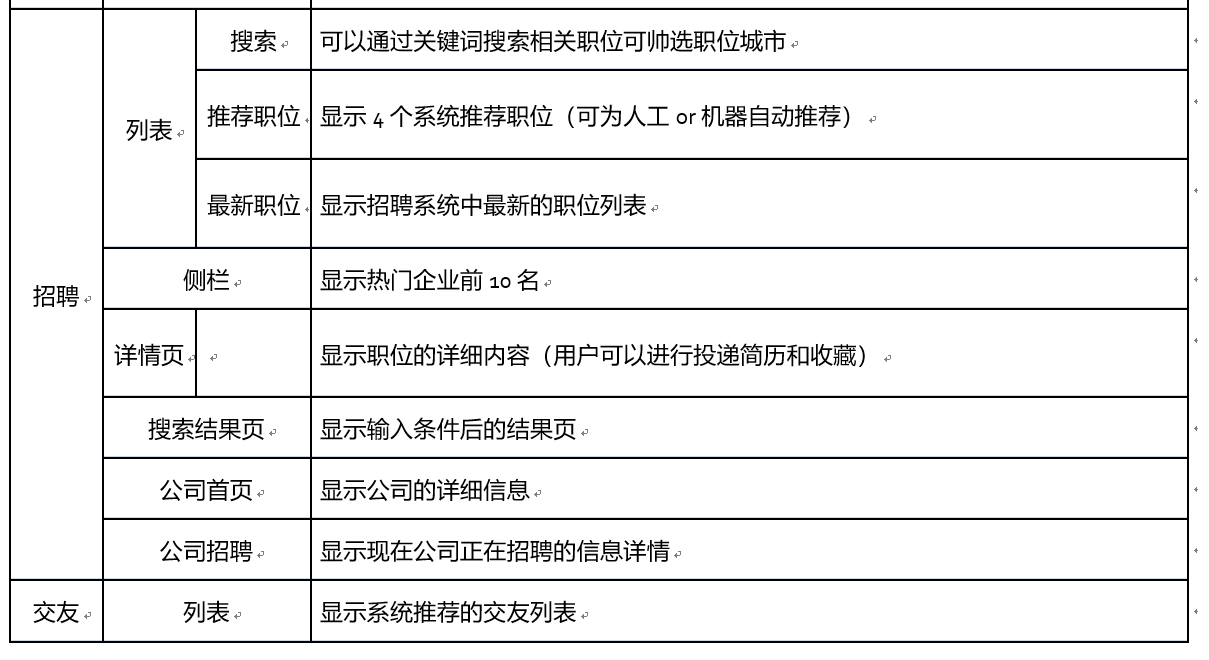 搜索
可以通过关键词搜索相关职位可帅选职位城市
列表
推荐职位
显示 4 个系统推荐职位（可为人工 or 机器自动推荐）
最新职位
显示招聘系统中最新的职位列表
招聘
侧栏
显示热门企业前 10 名
详情页
显示职位的详细内容（用户可以进行投递简历和收藏）
搜索结果页
显示输入条件后的结果页
公司首页
显示公司的详细信息
公司招聘
显示现在公司正在招聘的信息详情
交友
列表
显示系统推荐的交友列表